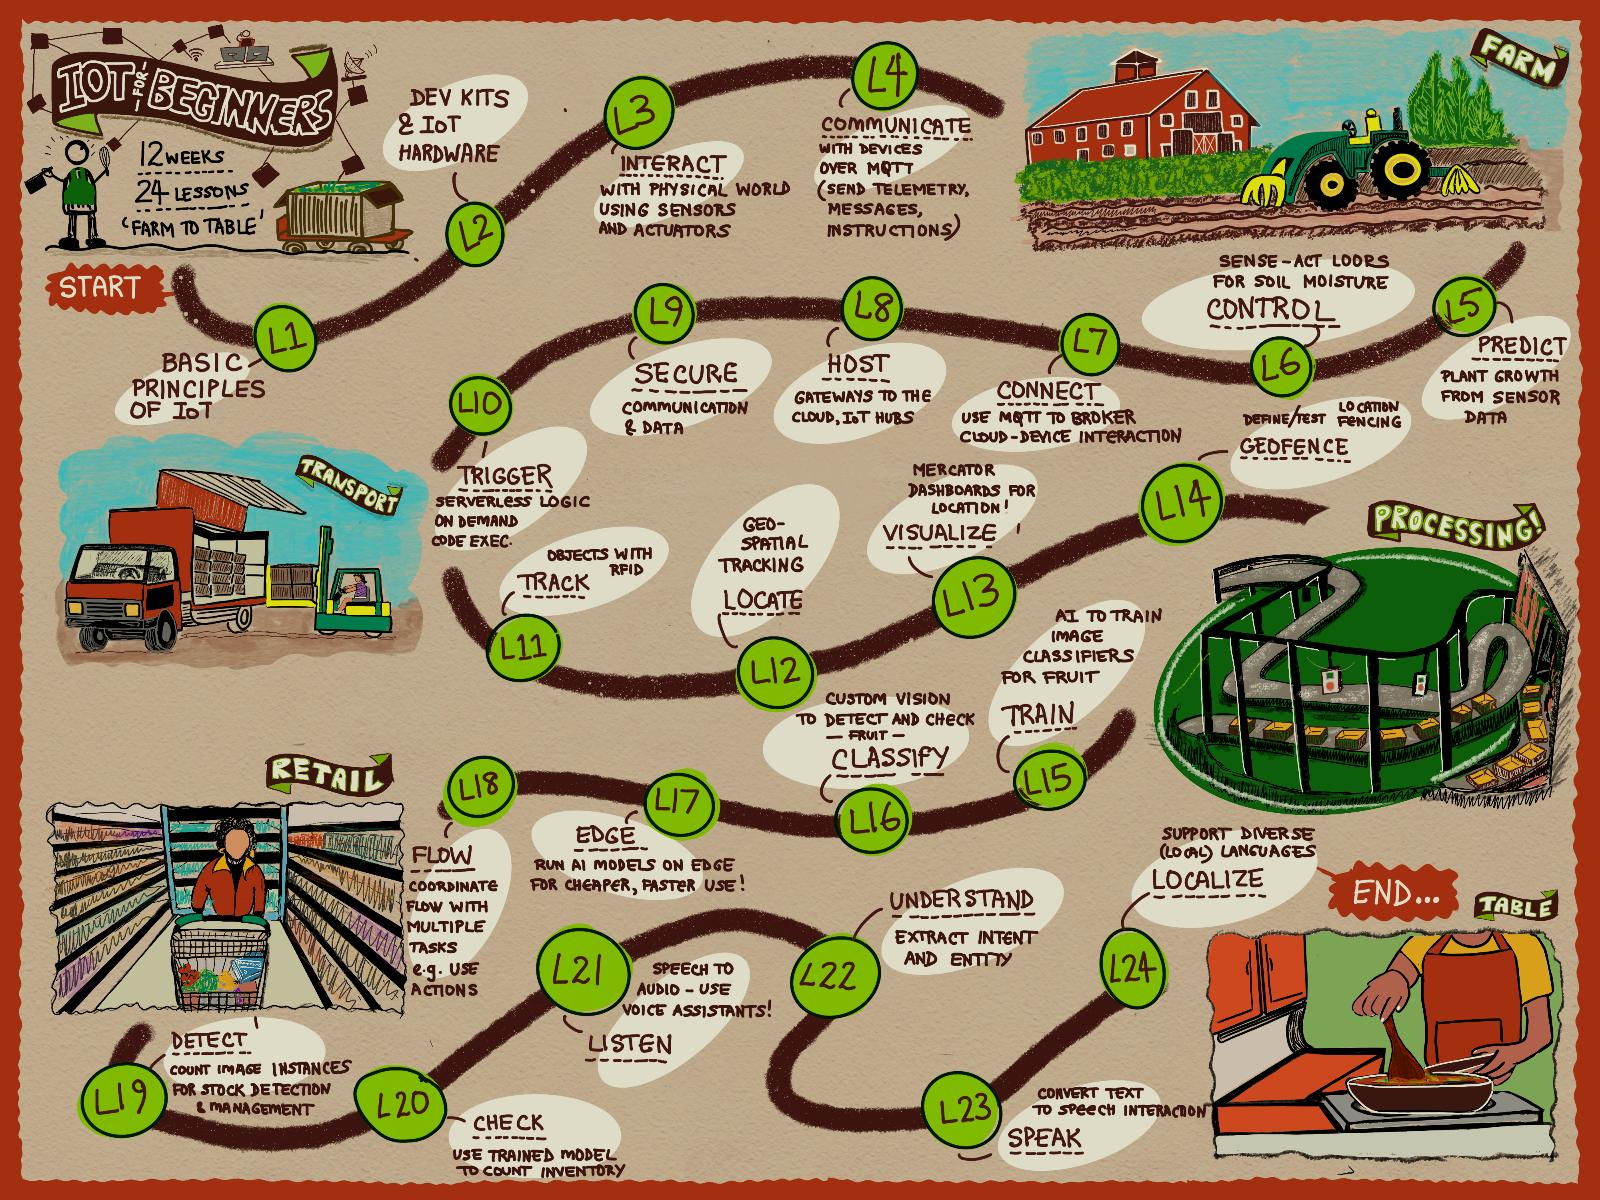 IOT FOR BEGINNERS
12 WEEKS
24 LESSONS
'FARM TO TABLE'
START
L1
BASIC
PRINCIPLES
OF IoT
L2
DEV KITS
& IoT
HARDWARE
L3
INTERACT
WITH PHYSICAL WORLD
USING SENSORS
AND ACTUATORS
L4
COMMUNICATE
WITH DEVICES
OVER MQTT
(SEND TELEMETRY,
MESSAGES,
INSTRUCTIONS)
FARM
L5
PREDICT
PLANT GROWTH
FROM SENSOR
DATA
L6
SENSE-ACT LOORS
FOR SOIL MOISTURE
CONTROL
L7
CONNECT
USE MQTT TO BROKER
CLOUD-DEVICE INTERACTION
L8
HOST
GATEWAYS TO THE
CLOUD, IoT HUBS
L9
SECURE
COMMUNICATION
& DATA
L10
TRIGGER
SERVERless LOGIC
ON DEMAND
CODE EXEC.
TRANSPORT
L11
OBJECTS WITH
RFID
TRACK
L12
GEO-
SPATIAL
TRACKING
LOCATE
L13
MERCATOR
DASHBOARDS FOR
LOCATION!
VISUALIZE
L14
DEFINE/TEST LOCATION
FENCING
GEOFENCE
PROCESSING!
L15
AI TO TRAIN
IMAGE
CLASSIFIERS
FOR FRUIT
TRAIN
L16
CUSTOM VISION
TO DETECT AND CHECK
- FRUIT -
CLASSIFY
L17
EDGE
RUN AI MODELS ON EDGE
FOR CHEAPER, FASTER USE!
L18
FLOW
COORDINATE
FLOW WITH
MULTIPLE
TASKS
e.g. USE
ACTIONS
RETAIL
L19
DETECT
COUNT IMAGE INSTANCES
FOR STOCK DETECTION
& MANAGEMENT
L20
CHECK
USE TRAINED MODEL
TO COUNT INVENTORY
L21
SPEECH TO
AUDIO - USE
VOICE ASSISTANTS!
LISTEN
L22
UNDERSTAND
EXTRACT INTENT
AND ENTITY
L23
CONVERT TEXT
TO SPEECH INTERACTION
SPEAK
L24
SUPPORT DIVERSE
(LOCAL) LANGUAGES
LOCALIZE
END...
TABLE